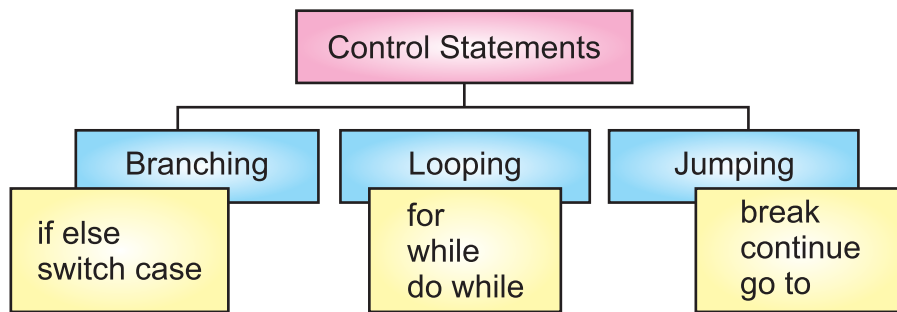 Control Statements
Branching
Looping
Jumping
if else
switch case
for
while
do while
break
continue
go to